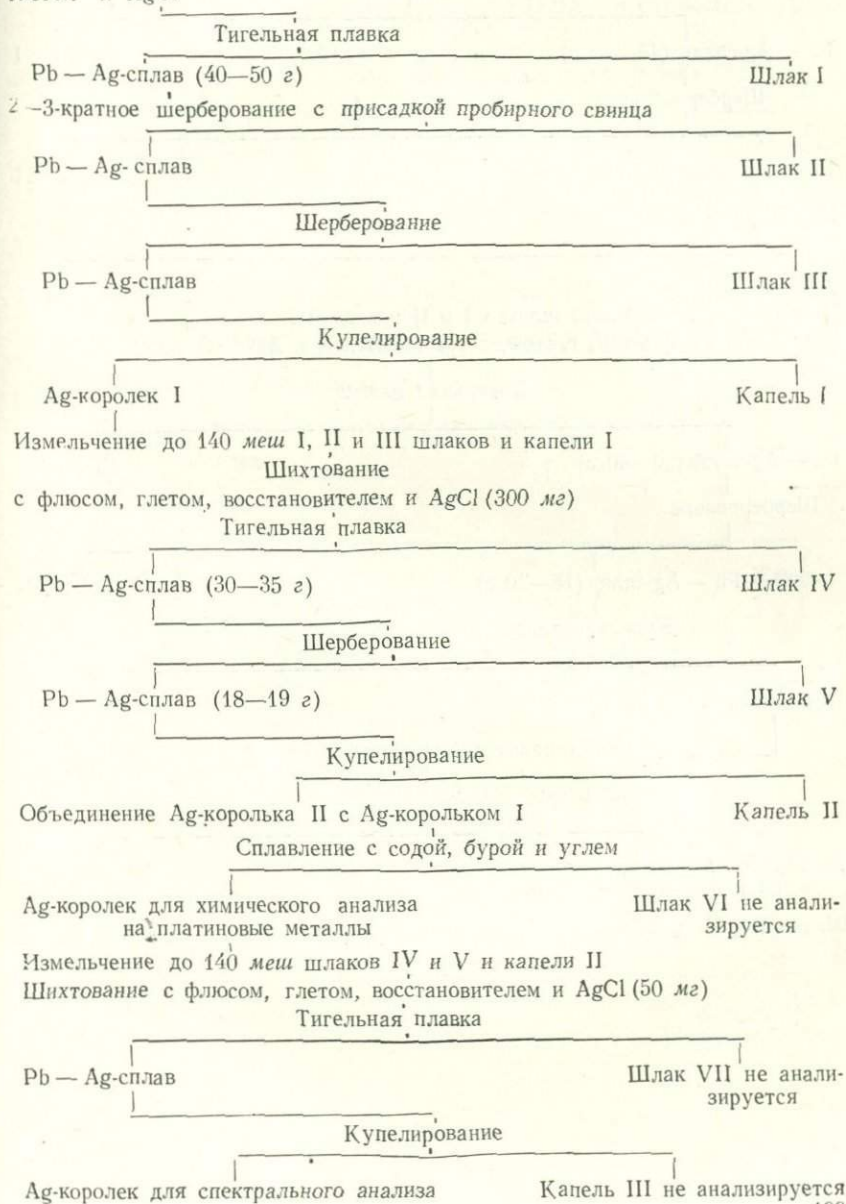 Тигельная плавка
Pb — Ag-сплав (40—50 г) Шлак I
2 —3-кратное шерберование с присадкой пробирного свинца
Pb — Ag- сплав Шлак II
Шерберование
Pb — Ag-сплав Шлак III
Купелирование
Ag-королек I Капель I
Измельчение до 140 меш I, II и III шлаков и капели I
Шихтование
с флюсом, глетом, восстановителем и AgCl (300 мг)
Тигельная плавка
Pb — Ag-сплав (30—35 г) Шлак IV
Шерберование
Pb — Ag-сплав (18—19 г) Шлак V
Купелирование
Объединение Ag-королька II с Ag-корольком I Капель II
Сплавление с содой, бурой и углем
Ag-королек для химического анализа Шлак VI не анали-
на платиновые металлы зируется
Измельчение до 140 меш шлаков IV и V и капели II
Шихтование с флюсом, глетом, восстановителем и AgCl (50 мг)
Тигельная плавка
Pb — Ag-сплав Шлак VII не анали-
зируется
Купелирование
Ag-королек для спектрального анализа Капель III не анализируется